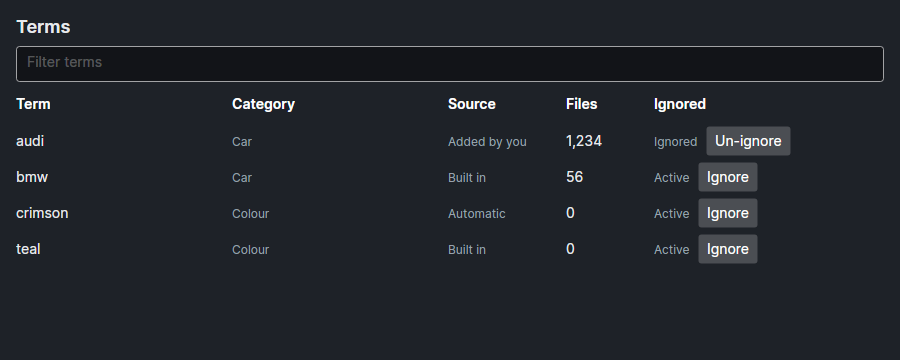 Terms
Filter terms
Term Category Source Files Ignored
audi Car Added by you 1,234 Ignored Un-ignore
bmw Car Built in 56 Active Ignore
crimson Colour Automatic 0 Active Ignore
teal Colour Built in 0 Active Ignore